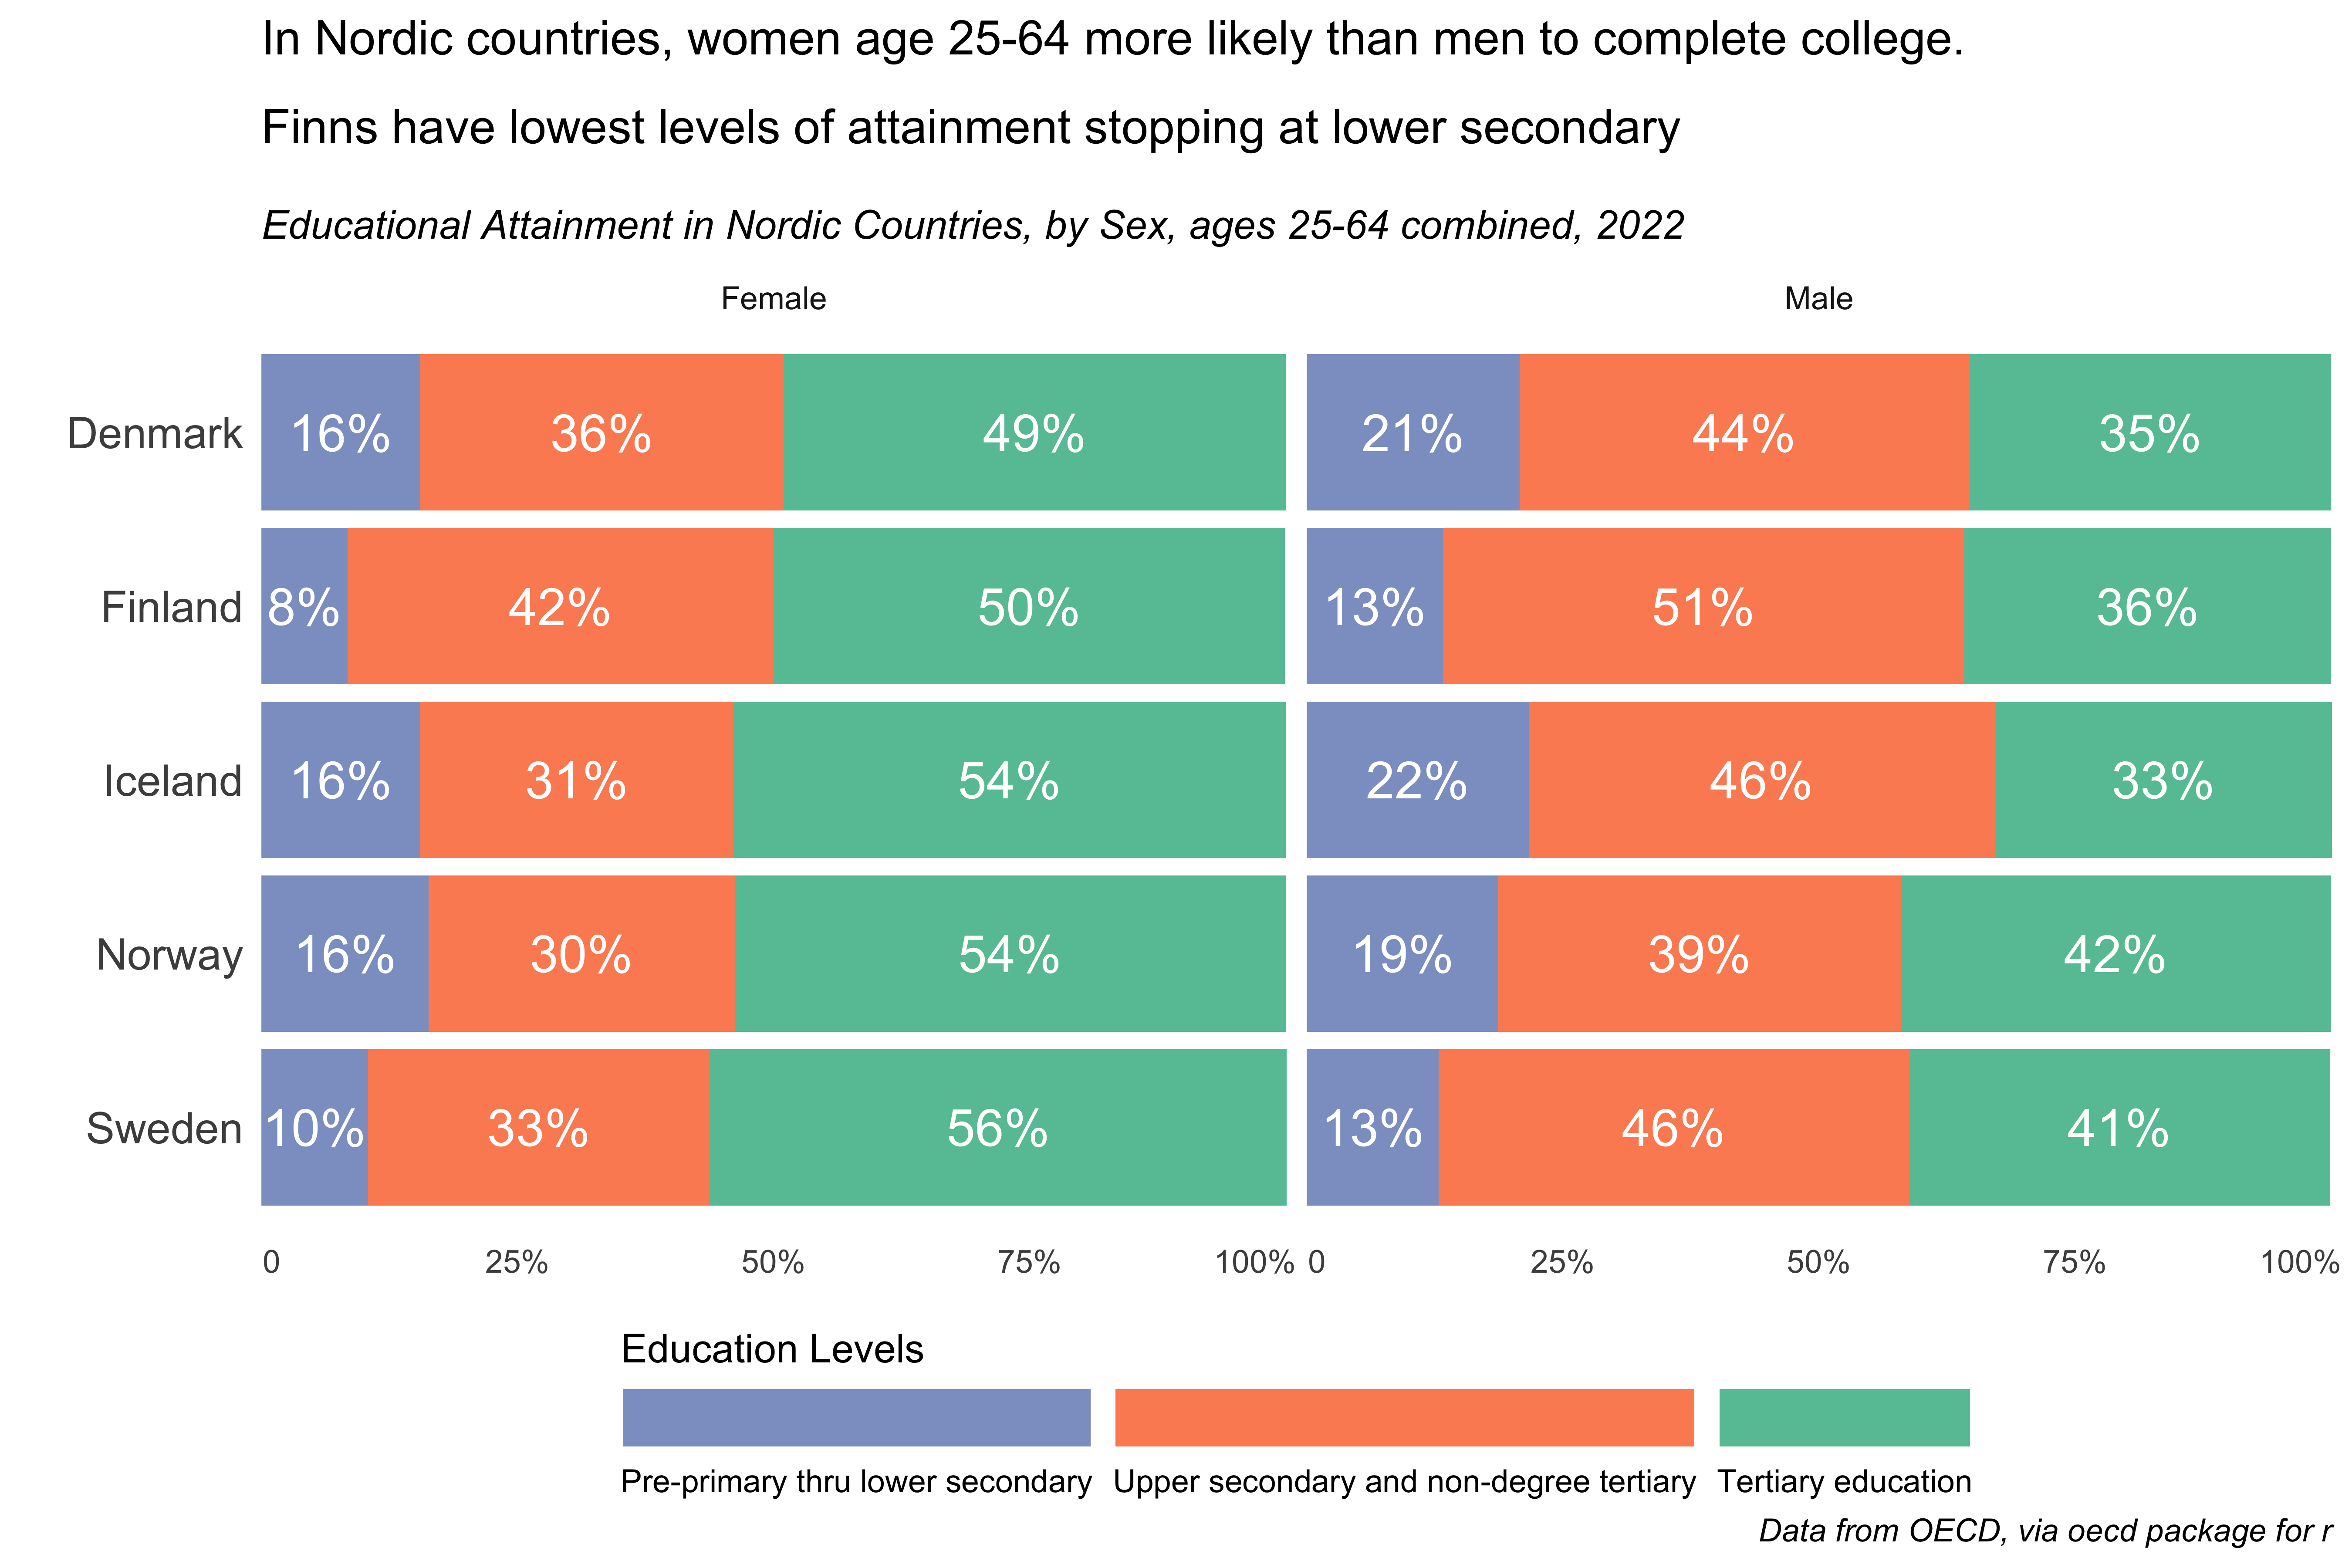 In Nordic countries, women age 25-64 more likely than men to complete college.
Finns have lowest levels of attainment stopping at lower secondary
Educational Attainment in Nordic Countries, by Sex, ages 25-64 combined, 2022
Female Male
Denmark 16% 36% 49% 21% 44% 35%
Finland 8% 42% 50% 13% 51% 36%
Iceland 16% 31% 54% 22% 46% 33%
Norway 16% 30% 54% 19% 39% 42%
Sweden 10% 33% 56% 13% 46% 41%
0 25% 50% 75% 100% 0 25% 50% 75% 100%
Education Levels
Pre-primary thru lower secondary Upper secondary and non-degree tertiary Tertiary education
Data from OECD, via oecd package for r